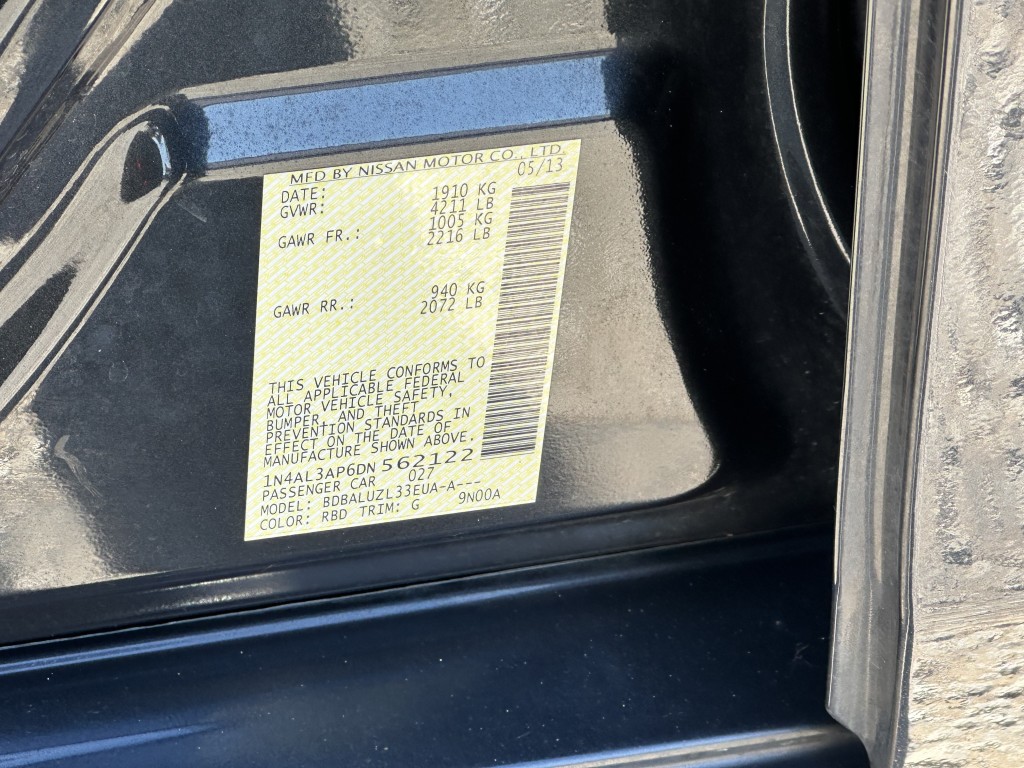 MFD BY NISSAN MOTOR CO., LTD.
DATE: 05/13
GVWR: 1910 KG
4211 LB
GAWR FR.: 1005 KG
2216 LB
GAWR RR.: 940 KG
2072 LB
THIS VEHICLE CONFORMS TO
ALL APPLICABLE FEDERAL
MOTOR VEHICLE SAFETY,
BUMPER, AND THEFT
PREVENTION STANDARDS IN
EFFECT ON THE DATE OF
MANUFACTURE SHOWN ABOVE.
1N4AL3AP6DN562122
PASSENGER CAR 027
MODEL: BDBALUZL33EUA-A---
COLOR: RBD TRIM: G 9N00A